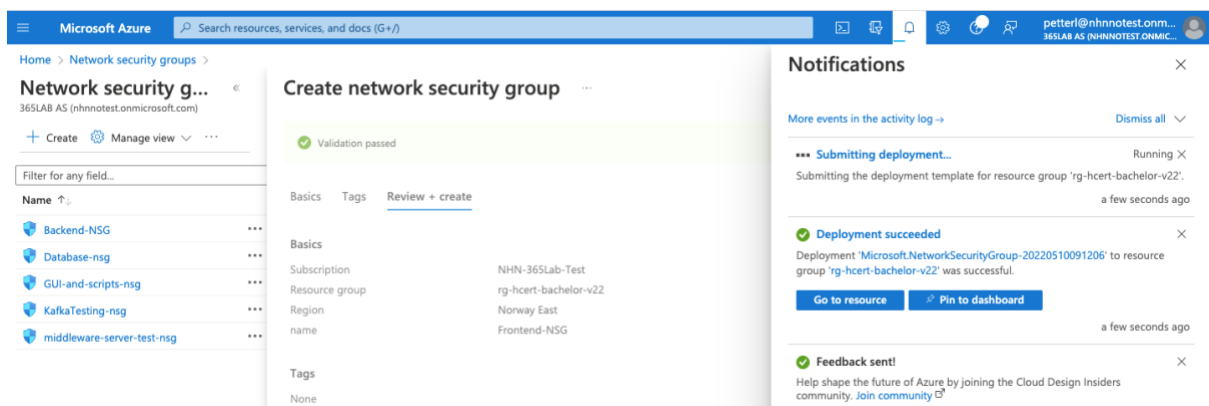 Microsoft Azure
Search resources, services, and docs (G+/)
petterl@nhnnotest.onm...
365LAB AS (NHNNOTEST.ONMIC...
Home > Network security groups >
Network security g... «
365LAB AS (nhnnotest.onmicrosoft.com)
+ Create Manage view ...
Filter for any field...
Name ↑↓
Backend-NSG ...
Database-nsg ...
GUI-and-scripts-nsg ...
KafkaTesting-nsg ...
middleware-server-test-nsg ...
Create network security group ...
Validation passed
Basics Tags Review + create
Basics
Subscription NHN-365Lab-Test
Resource group rg-hcert-bachelor-v22
Region Norway East
name Frontend-NSG
Tags
None
Notifications
More events in the activity log → Dismiss all
Submitting deployment... Running
Submitting the deployment template for resource group 'rg-hcert-bachelor-v22'.
a few seconds ago
Deployment succeeded
Deployment 'Microsoft.NetworkSecurityGroup-20220510091206' to resource
group 'rg-hcert-bachelor-v22' was successful.
Go to resource Pin to dashboard
a few seconds ago
Feedback sent!
Help shape the future of Azure by joining the Cloud Design Insiders
community. Join community